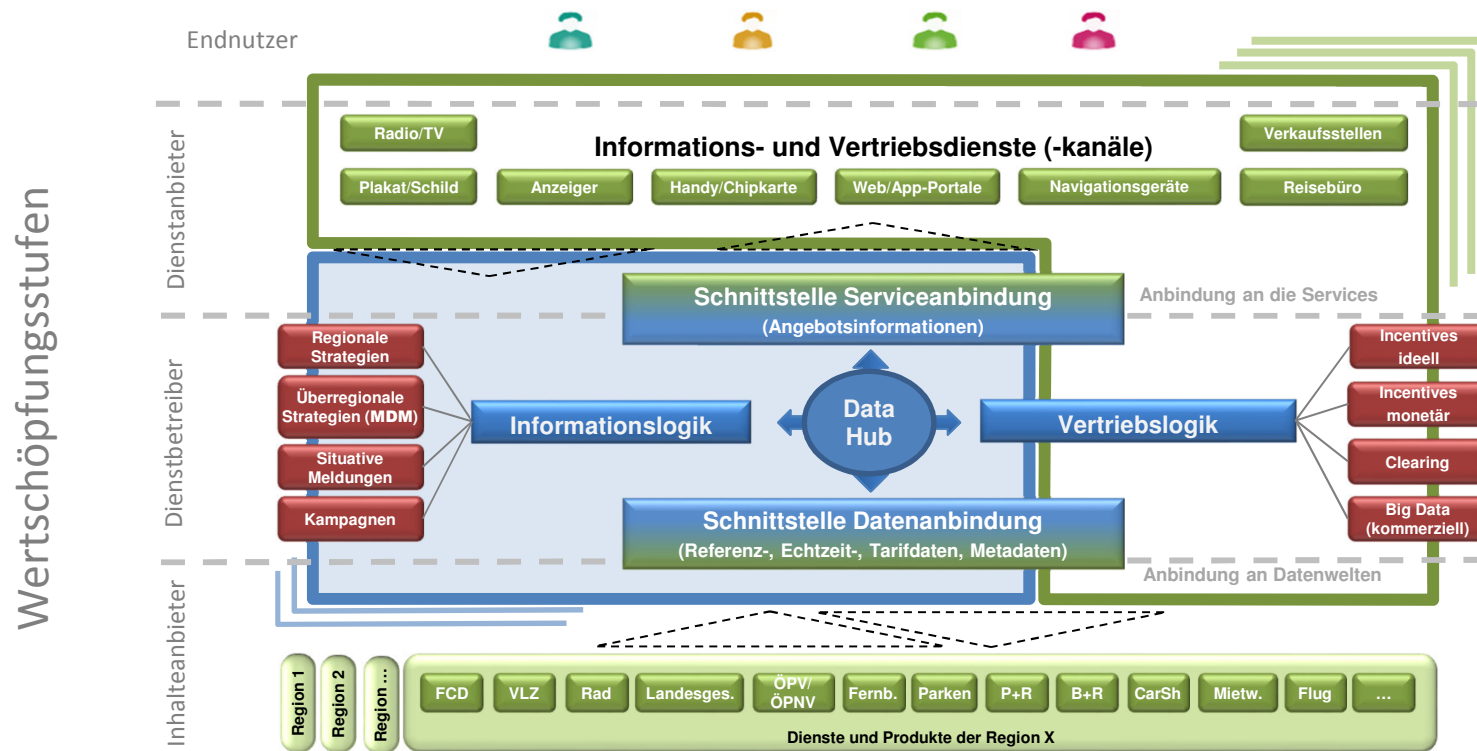 Wertschöpfungsstufen
Endnutzer
Dienstanbieter
Radio/TV
Informations- und Vertriebsdienste (-kanäle)
Verkaufsstellen
Plakat/Schild
Anzeiger
Handy/Chipkarte
Web/App-Portale
Navigationsgeräte
Reisebüro
Schnittstelle Serviceanbindung
(Angebotsinformationen)
Anbindung an die Services
Dienstbetreiber
Regionale
Strategien
Überregionale
Strategien (MDM)
Situative
Meldungen
Kampagnen
Informationslogik
Data
Hub
Vertriebslogik
Incentives
ideell
Incentives
monetär
Clearing
Big Data
(kommerziell)
Schnittstelle Datenanbindung
(Referenz-, Echtzeit-, Tarifdaten, Metadaten)
Anbindung an Datenwelten
Inhaltenanbieter
Region 1
Region 2
Region ...
FCD
VLZ
Rad
Landesges.
ÖPV/
ÖPNV
Fernb.
Parken
P+R
B+R
CarSh
Mietw.
Flug
...
Dienste und Produkte der Region X